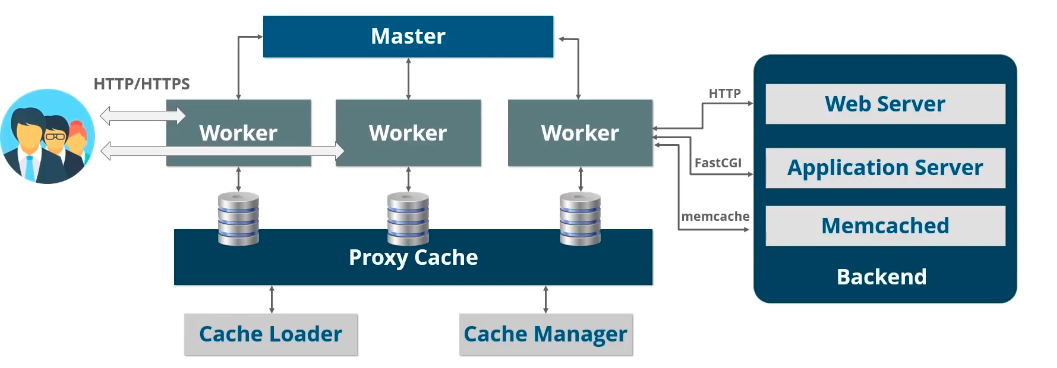 Master
HTTP/HTTPS
Worker
Worker
Worker
HTTP
FastCGI
memcache
Web Server
Application Server
Memcached
Backend
Proxy Cache
Cache Loader
Cache Manager